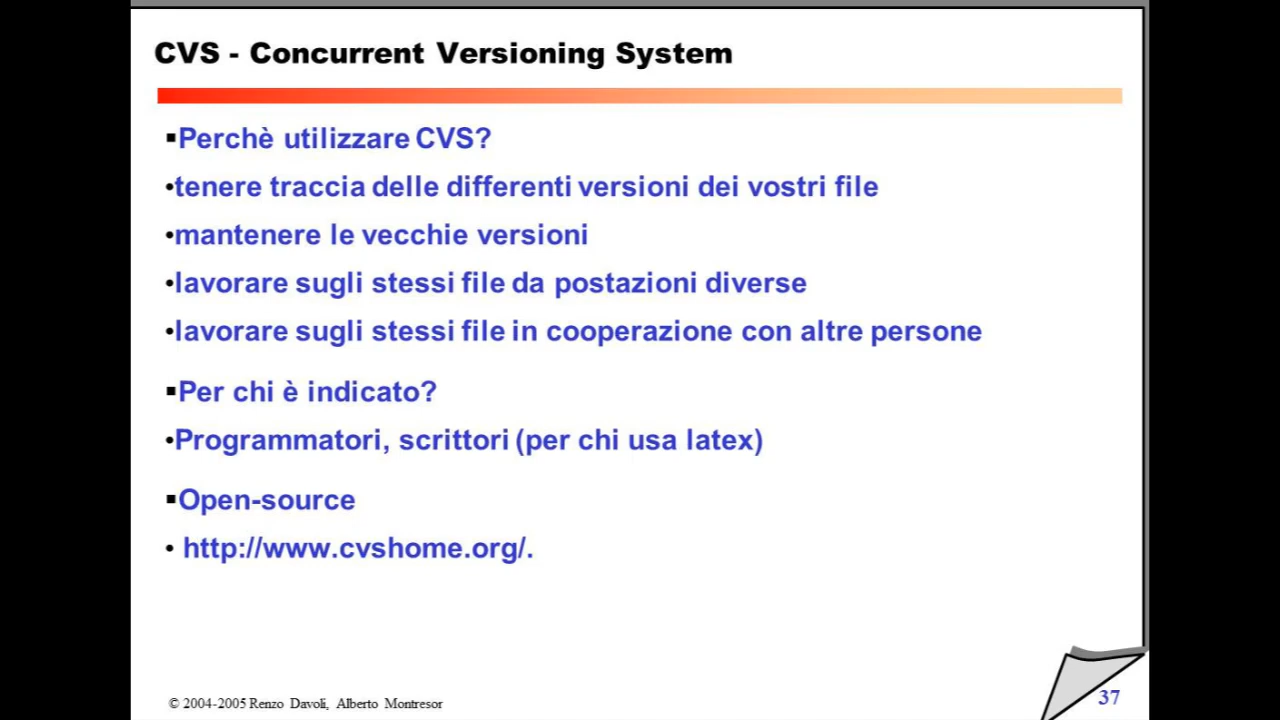 CVS - Concurrent Versioning System
▪Perchè utilizzare CVS?
•tenere traccia delle differenti versioni dei vostri file
•mantenere le vecchie versioni
•lavorare sugli stessi file da postazioni diverse
•lavorare sugli stessi file in cooperazione con altre persone
▪Per chi è indicato?
•Programmatori, scrittori (per chi usa latex)
▪Open-source
• http://www.cvshome.org/.
© 2004-2005 Renzo Davoli, Alberto Montresor
37